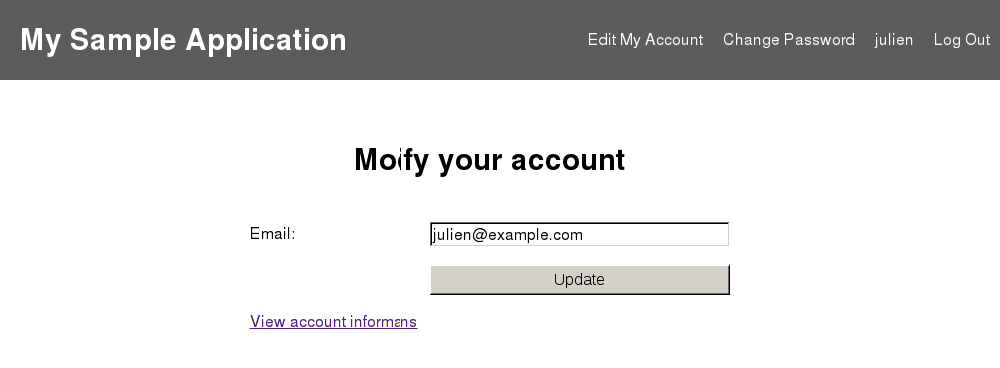 My Sample Application
Edit My Account Change Password julien Log Out
Mofy your account
Email: julien@example.com
Update
View account informans